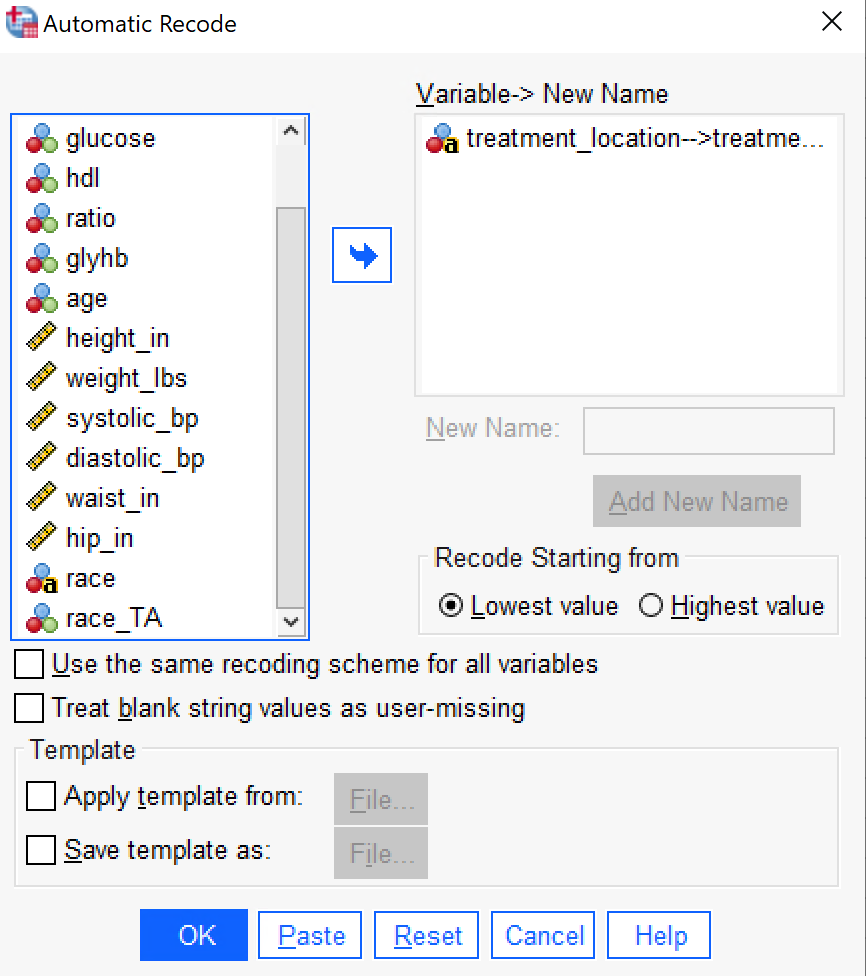 Automatic Recode
glucose
hdl
ratio
glyhb
age
height_in
weight_lbs
systolic_bp
diastolic_bp
waist_in
hip_in
race
race_TA
Variable-> New Name
treatment_location-->treatme...
New Name:
Add New Name
Recode Starting from
Lowest value Highest value
Use the same recoding scheme for all variables
Treat blank string values as user-missing
Template
Apply template from: File...
Save template as: File...
OK Paste Reset Cancel Help